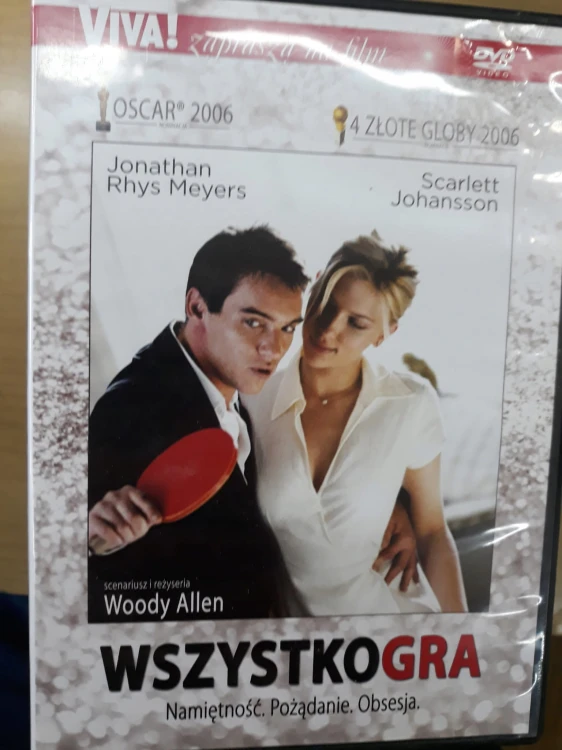 VIVA! zaprasza na film
DVD
VIDEO
OSCAR® 2006
4 ZŁOTE GLOBY 2006
Jonathan
Rhys Meyers
Scarlett
Johansson
scenariusz i reżyseria
Woody Allen
WSZYSTKOGRA
Namiętność. Pożądanie. Obsesja.